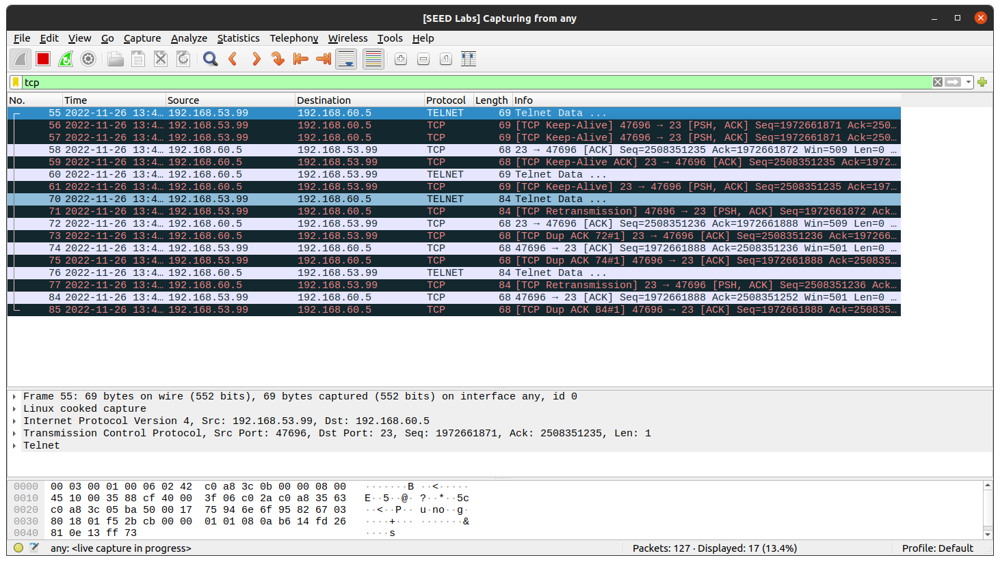 [SEED Labs] Capturing from any
File Edit View Go Capture Analyze Statistics Telephony Wireless Tools Help
tcp
No. Time Source Destination Protocol Length Info
55 2022-11-26 13:4… 192.168.53.99 192.168.60.5 TELNET 69 Telnet Data ...
56 2022-11-26 13:4… 192.168.53.99 192.168.60.5 TCP 69 [TCP Keep-Alive] 47696 → 23 [PSH, ACK] Seq=1972661871 Ack=250…
57 2022-11-26 13:4… 192.168.53.99 192.168.60.5 TCP 69 [TCP Keep-Alive] 47696 → 23 [PSH, ACK] Seq=1972661871 Ack=250…
58 2022-11-26 13:4… 192.168.60.5 192.168.53.99 TCP 68 23 → 47696 [ACK] Seq=2508351235 Ack=1972661872 Win=509 Len=0 …
59 2022-11-26 13:4… 192.168.60.5 192.168.53.99 TCP 68 [TCP Keep-Alive ACK] 23 → 47696 [ACK] Seq=2508351235 Ack=1972…
60 2022-11-26 13:4… 192.168.60.5 192.168.53.99 TELNET 69 Telnet Data ...
61 2022-11-26 13:4… 192.168.60.5 192.168.53.99 TCP 69 [TCP Keep-Alive] 23 → 47696 [PSH, ACK] Seq=2508351235 Ack=197…
70 2022-11-26 13:4… 192.168.53.99 192.168.60.5 TELNET 84 Telnet Data ...
71 2022-11-26 13:4… 192.168.53.99 192.168.60.5 TCP 84 [TCP Retransmission] 47696 → 23 [PSH, ACK] Seq=1972661872 Ack…
72 2022-11-26 13:4… 192.168.60.5 192.168.53.99 TCP 68 23 → 47696 [ACK] Seq=2508351236 Ack=1972661888 Win=509 Len=0 …
73 2022-11-26 13:4… 192.168.60.5 192.168.53.99 TCP 68 [TCP Dup ACK 72#1] 23 → 47696 [ACK] Seq=2508351236 Ack=197266…
74 2022-11-26 13:4… 192.168.53.99 192.168.60.5 TCP 68 47696 → 23 [ACK] Seq=1972661888 Ack=2508351236 Win=501 Len=0 …
75 2022-11-26 13:4… 192.168.53.99 192.168.60.5 TCP 68 [TCP Dup ACK 74#1] 47696 → 23 [ACK] Seq=1972661888 Ack=250835…
76 2022-11-26 13:4… 192.168.60.5 192.168.53.99 TELNET 84 Telnet Data ...
77 2022-11-26 13:4… 192.168.60.5 192.168.53.99 TCP 84 [TCP Retransmission] 23 → 47696 [PSH, ACK] Seq=2508351236 Ack…
84 2022-11-26 13:4… 192.168.53.99 192.168.60.5 TCP 68 47696 → 23 [ACK] Seq=1972661888 Ack=2508351252 Win=501 Len=0 …
85 2022-11-26 13:4… 192.168.53.99 192.168.60.5 TCP 68 [TCP Dup ACK 84#1] 47696 → 23 [ACK] Seq=1972661888 Ack=250835…
Frame 55: 69 bytes on wire (552 bits), 69 bytes captured (552 bits) on interface any, id 0
Linux cooked capture
Internet Protocol Version 4, Src: 192.168.53.99, Dst: 192.168.60.5
Transmission Control Protocol, Src Port: 47696, Dst Port: 23, Seq: 1972661871, Ack: 2508351235, Len: 1
Telnet
0000 00 03 00 01 00 06 02 42 c0 a8 3c 0b 00 00 08 00 ·······B ··<·····
0010 45 10 00 35 88 cf 40 00 3f 06 c0 2a c0 a8 35 63 E··5··@· ?··*··5c
0020 c0 a8 3c 05 ba 50 00 17 75 94 6e 6f 95 82 67 03 ··<··P·· u·no··g·
0030 80 18 01 f5 2b cb 00 00 01 01 08 0a b6 14 fd 26 ····+··· ·······&
0040 81 0e 13 ff 73 ····s
any: <live capture in progress> Packets: 127 · Displayed: 17 (13.4%) Profile: Default